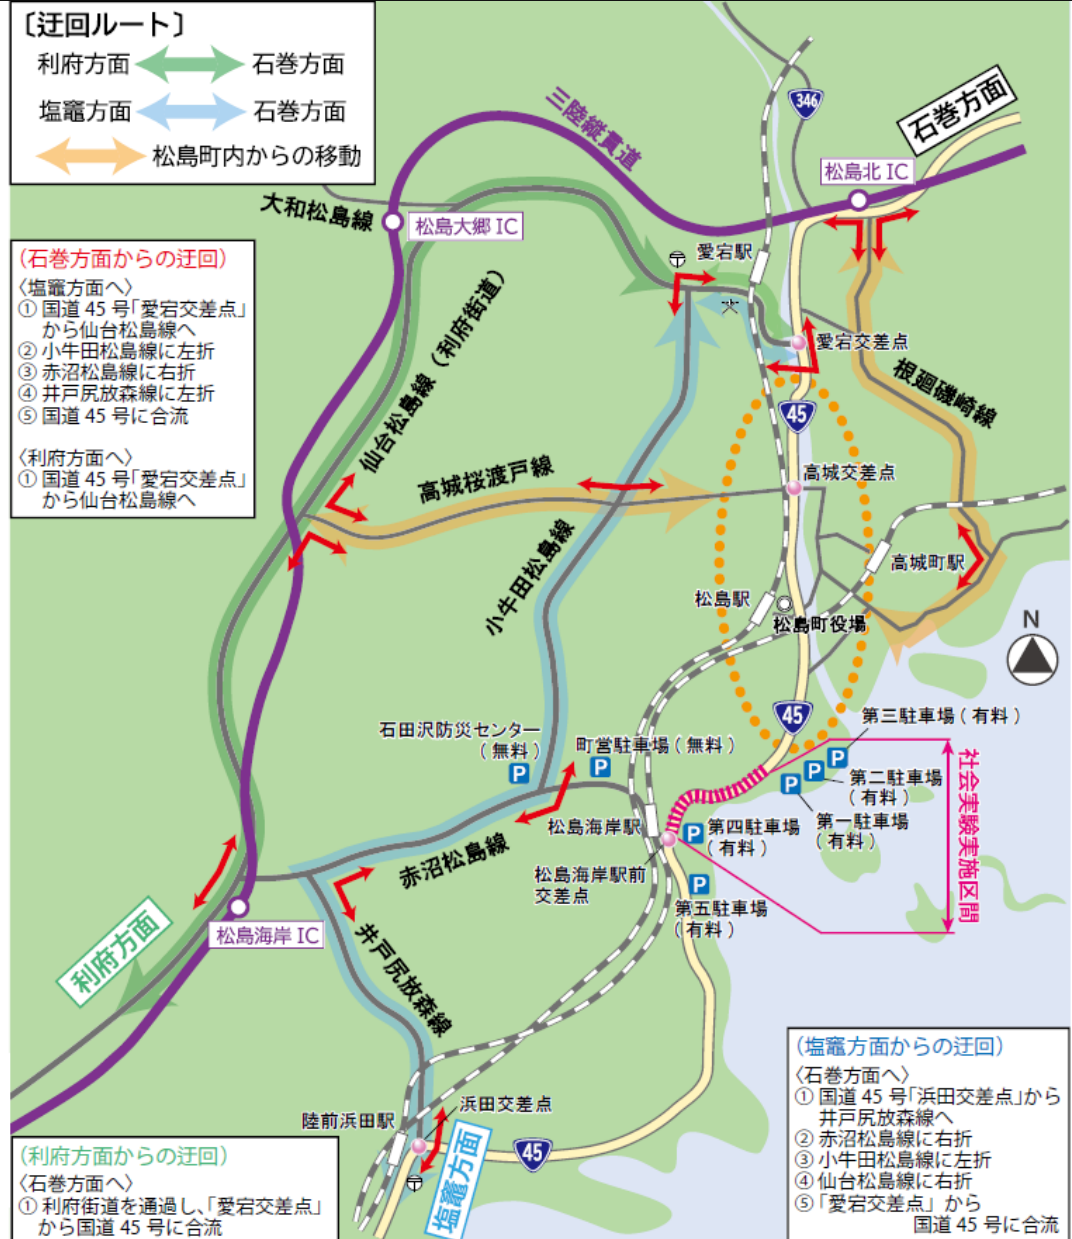 〔迂回ルート〕
利府方面 石巻方面
塩竈方面 石巻方面
松島町内からの移動
三陸縦貫道
346
石巻方面
松島北 IC
大和松島線
松島大郷 IC
愛宕駅
(石巻方面からの迂回)
〈塩竈方面へ〉
① 国道 45 号「愛宕交差点」
から仙台松島線へ
② 小牛田松島線に左折
③ 赤沼松島線に右折
④ 井戸尻放森線に左折
⑤ 国道 45 号に合流
〈利府方面へ〉
① 国道 45 号「愛宕交差点」
から仙台松島線へ
仙台松島線(利府街道)
愛宕交差点
根廻磯崎線
45
高城桜渡戸線
高城交差点
小牛田松島線
高城町駅
松島駅
松島町役場
N
45
石田沢防災センター
(無料)
P
町営駐車場(無料)
P
第三駐車場(有料)
P
P
P
第二駐車場
(有料)
第一駐車場
(有料)
社会実験実施区間
松島海岸駅
P
第四駐車場
(有料)
松島海岸駅前
交差点
P
第五駐車場
(有料)
赤沼松島線
松島海岸 IC
利府方面
井戸尻放森線
陸前浜田駅
浜田交差点
45
塩竈方面
(利府方面からの迂回)
〈石巻方面へ〉
① 利府街道を通過し、「愛宕交差点」
から国道 45 号に合流
(塩竈方面からの迂回)
〈石巻方面へ〉
① 国道 45 号「浜田交差点」から
井戸尻放森線へ
② 赤沼松島線に右折
③ 小牛田松島線に左折
④ 仙台松島線に右折
⑤「愛宕交差点」から
国道 45 号に合流